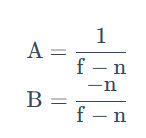 A = 1 / f − n
B = −n / f − n